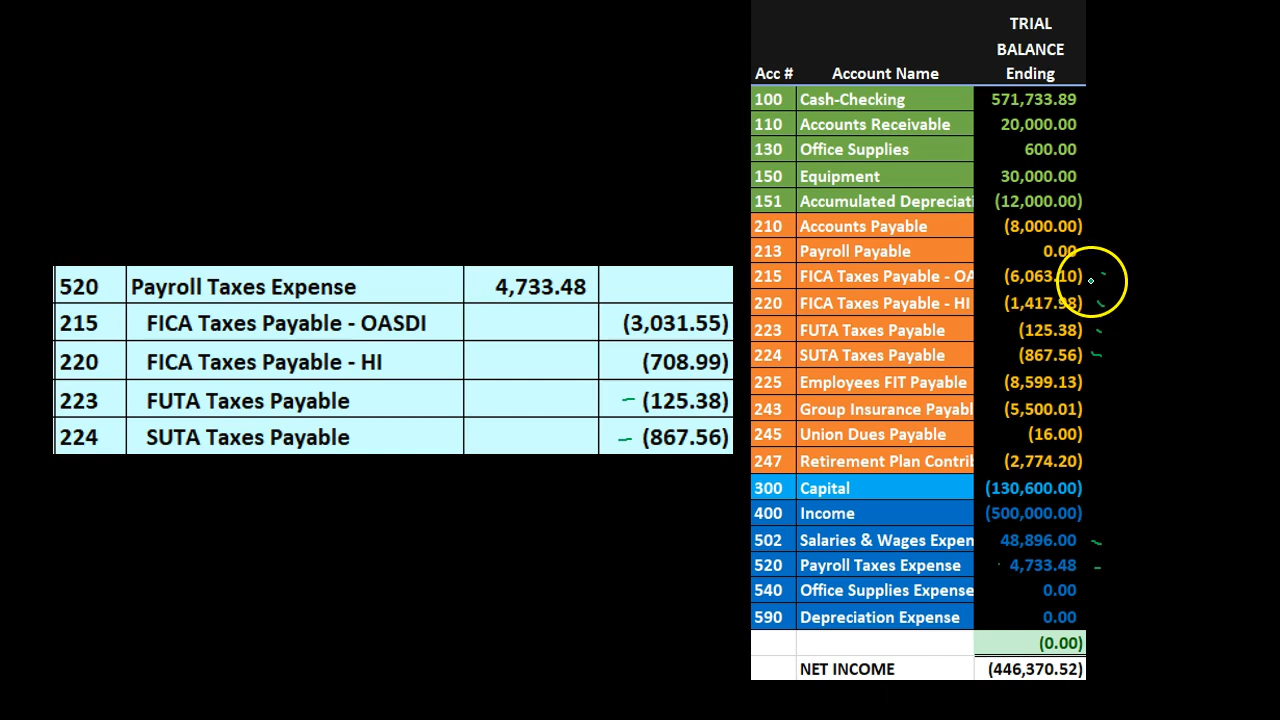 520 Payroll Taxes Expense 4,733.48
215 FICA Taxes Payable - OASDI (3,031.55)
220 FICA Taxes Payable - HI (708.99)
223 FUTA Taxes Payable (125.38)
224 SUTA Taxes Payable (867.56)
TRIAL
BALANCE
Acc # Account Name Ending
100 Cash-Checking 571,733.89
110 Accounts Receivable 20,000.00
130 Office Supplies 600.00
150 Equipment 30,000.00
151 Accumulated Depreciati (12,000.00)
210 Accounts Payable (8,000.00)
213 Payroll Payable 0.00
215 FICA Taxes Payable - OA (6,063.10)
220 FICA Taxes Payable - HI (1,417.98)
223 FUTA Taxes Payable (125.38)
224 SUTA Taxes Payable (867.56)
225 Employees FIT Payable (8,599.13)
243 Group Insurance Payabl (5,500.01)
245 Union Dues Payable (16.00)
247 Retirement Plan Contrib (2,774.20)
300 Capital (130,600.00)
400 Income (500,000.00)
502 Salaries & Wages Expen 48,896.00
520 Payroll Taxes Expense 4,733.48
540 Office Supplies Expense 0.00
590 Depreciation Expense 0.00
(0.00)
NET INCOME (446,370.52)